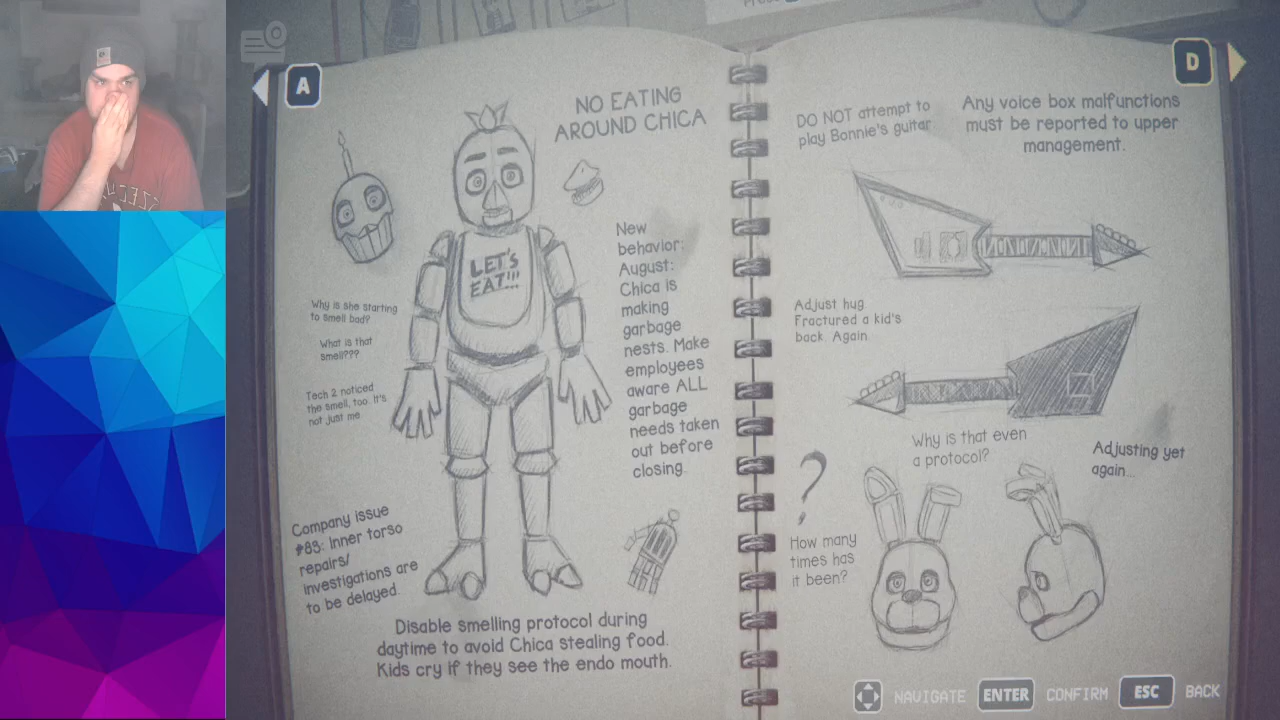 A
D
NO EATING
AROUND CHICA
LET'S
EAT!!!
New
behavior:
August:
Chica is
making
garbage
nests. Make
employees
aware ALL
garbage
needs taken
out before
closing.
Why is she starting
to smell bad?
What is that
smell???
Tech 2 noticed
the smell, too. It's
not just me.
Company issue
#85: Inner torso
repairs/
investigations are
to be delayed.
Disable smelling protocol during
daytime to avoid Chica stealing food.
Kids cry if they see the endo mouth.
DO NOT attempt to
play Bonnie's guitar
Any voice box malfunctions
must be reported to upper
management.
Adjust hug
Fractured a kid's
back. Again
Why is that even
a protocol?
Adjusting yet
again...
?
How many
times has
it been?
NAVIGATE ENTER CONFIRM ESC BACK